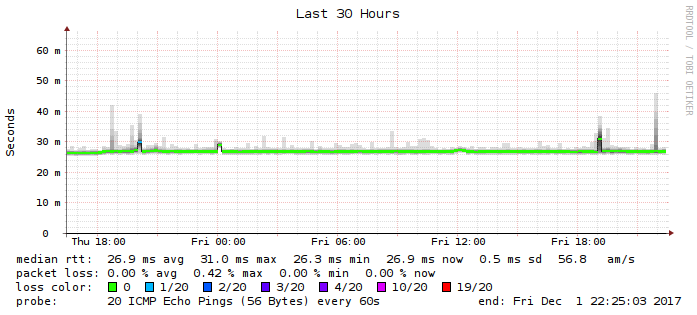 Last 30 Hours
RRDTOOL / TOBI OETIKER
Seconds
60 m
50 m
40 m
30 m
20 m
10 m
0
Thu 18:00 Fri 00:00 Fri 06:00 Fri 12:00 Fri 18:00
median rtt: 26.9 ms avg 31.0 ms max 26.3 ms min 26.9 ms now 0.5 ms sd 56.8 am/s
packet loss: 0.00 % avg 0.42 % max 0.00 % min 0.00 % now
loss color: 0 1/20 2/20 3/20 4/20 10/20 19/20
probe: 20 ICMP Echo Pings (56 Bytes) every 60s end: Fri Dec 1 22:25:03 2017